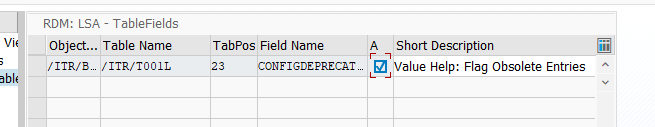 RDM: LSA - TableFields
Object... Table Name TabPos Field Name A Short Description
/ITR/B... /ITR/T001L 23 CONFIGDEPRECAT... Value Help: Flag Obsolete Entries
Vie
s
able